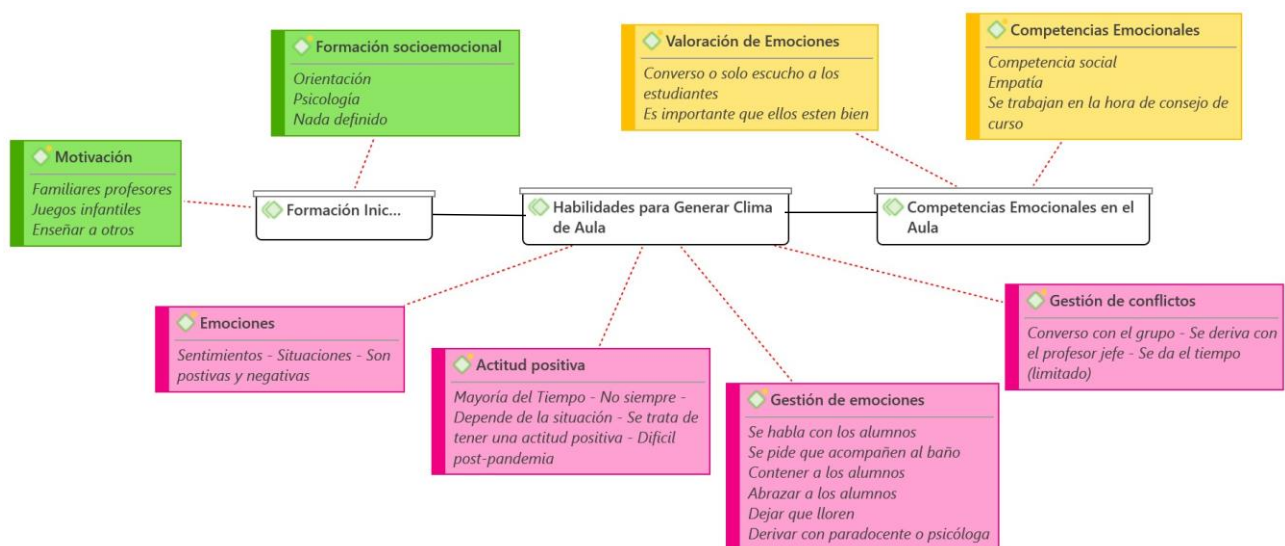 Formación socioemocional
Orientación
Psicología
Nada definido
Valoración de Emociones
Converso o solo escucho a los
estudiantes
Es importante que ellos esten bien
Competencias Emocionales
Competencia social
Empatía
Se trabajan en la hora de consejo de
curso
Motivación
Familiares profesores
Juegos infantiles
Enseñar a otros
Formación Inic...
Habilidades para Generar Clima
de Aula
Competencias Emocionales en el
Aula
Emociones
Sentimientos - Situaciones - Son
postivas y negativas
Actitud positiva
Mayoría del Tiempo - No siempre -
Depende de la situación - Se trata de
tener una actitud positiva - Dificil
post-pandemia
Gestión de emociones
Se habla con los alumnos
Se pide que acompañen al baño
Contener a los alumnos
Abrazar a los alumnos
Dejar que lloren
Derivar con paradocente o psicóloga
Gestión de conflictos
Converso con el grupo - Se deriva con
el profesor jefe - Se da el tiempo
(limitado)